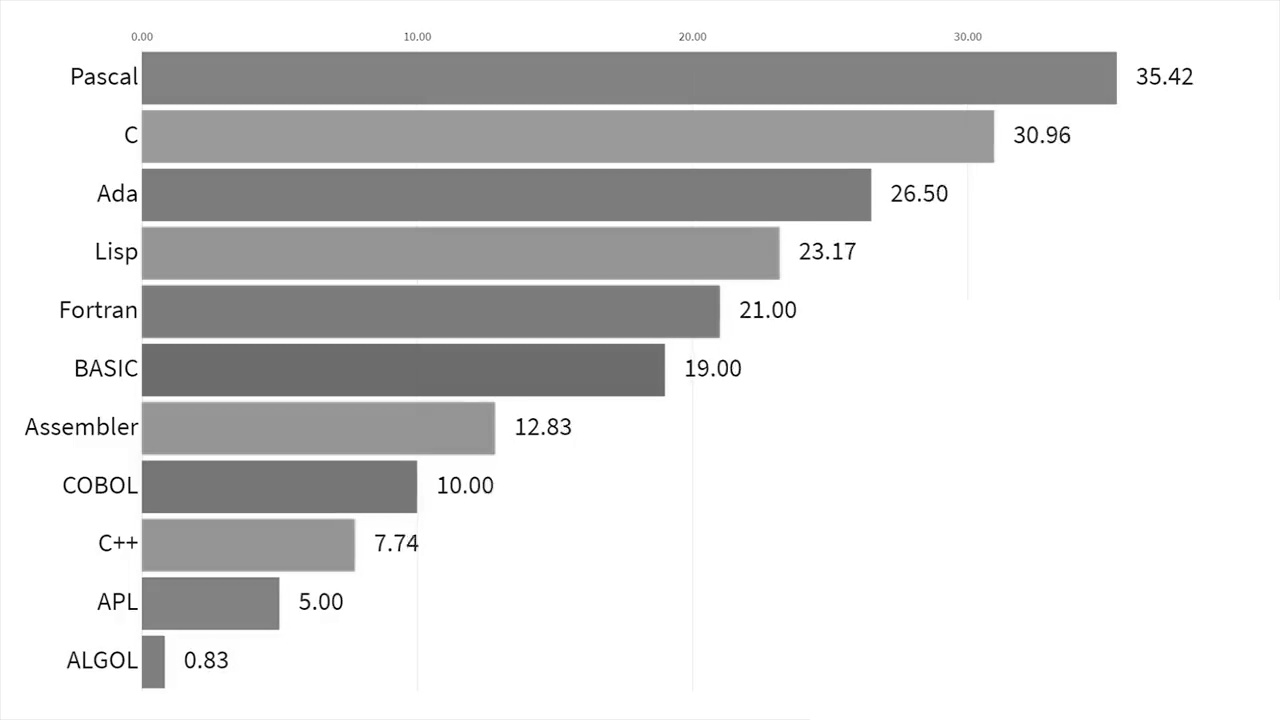 0.00 10.00 20.00 30.00
Pascal 35.42
C 30.96
Ada 26.50
Lisp 23.17
Fortran 21.00
BASIC 19.00
Assembler 12.83
COBOL 10.00
C++ 7.74
APL 5.00
ALGOL 0.83